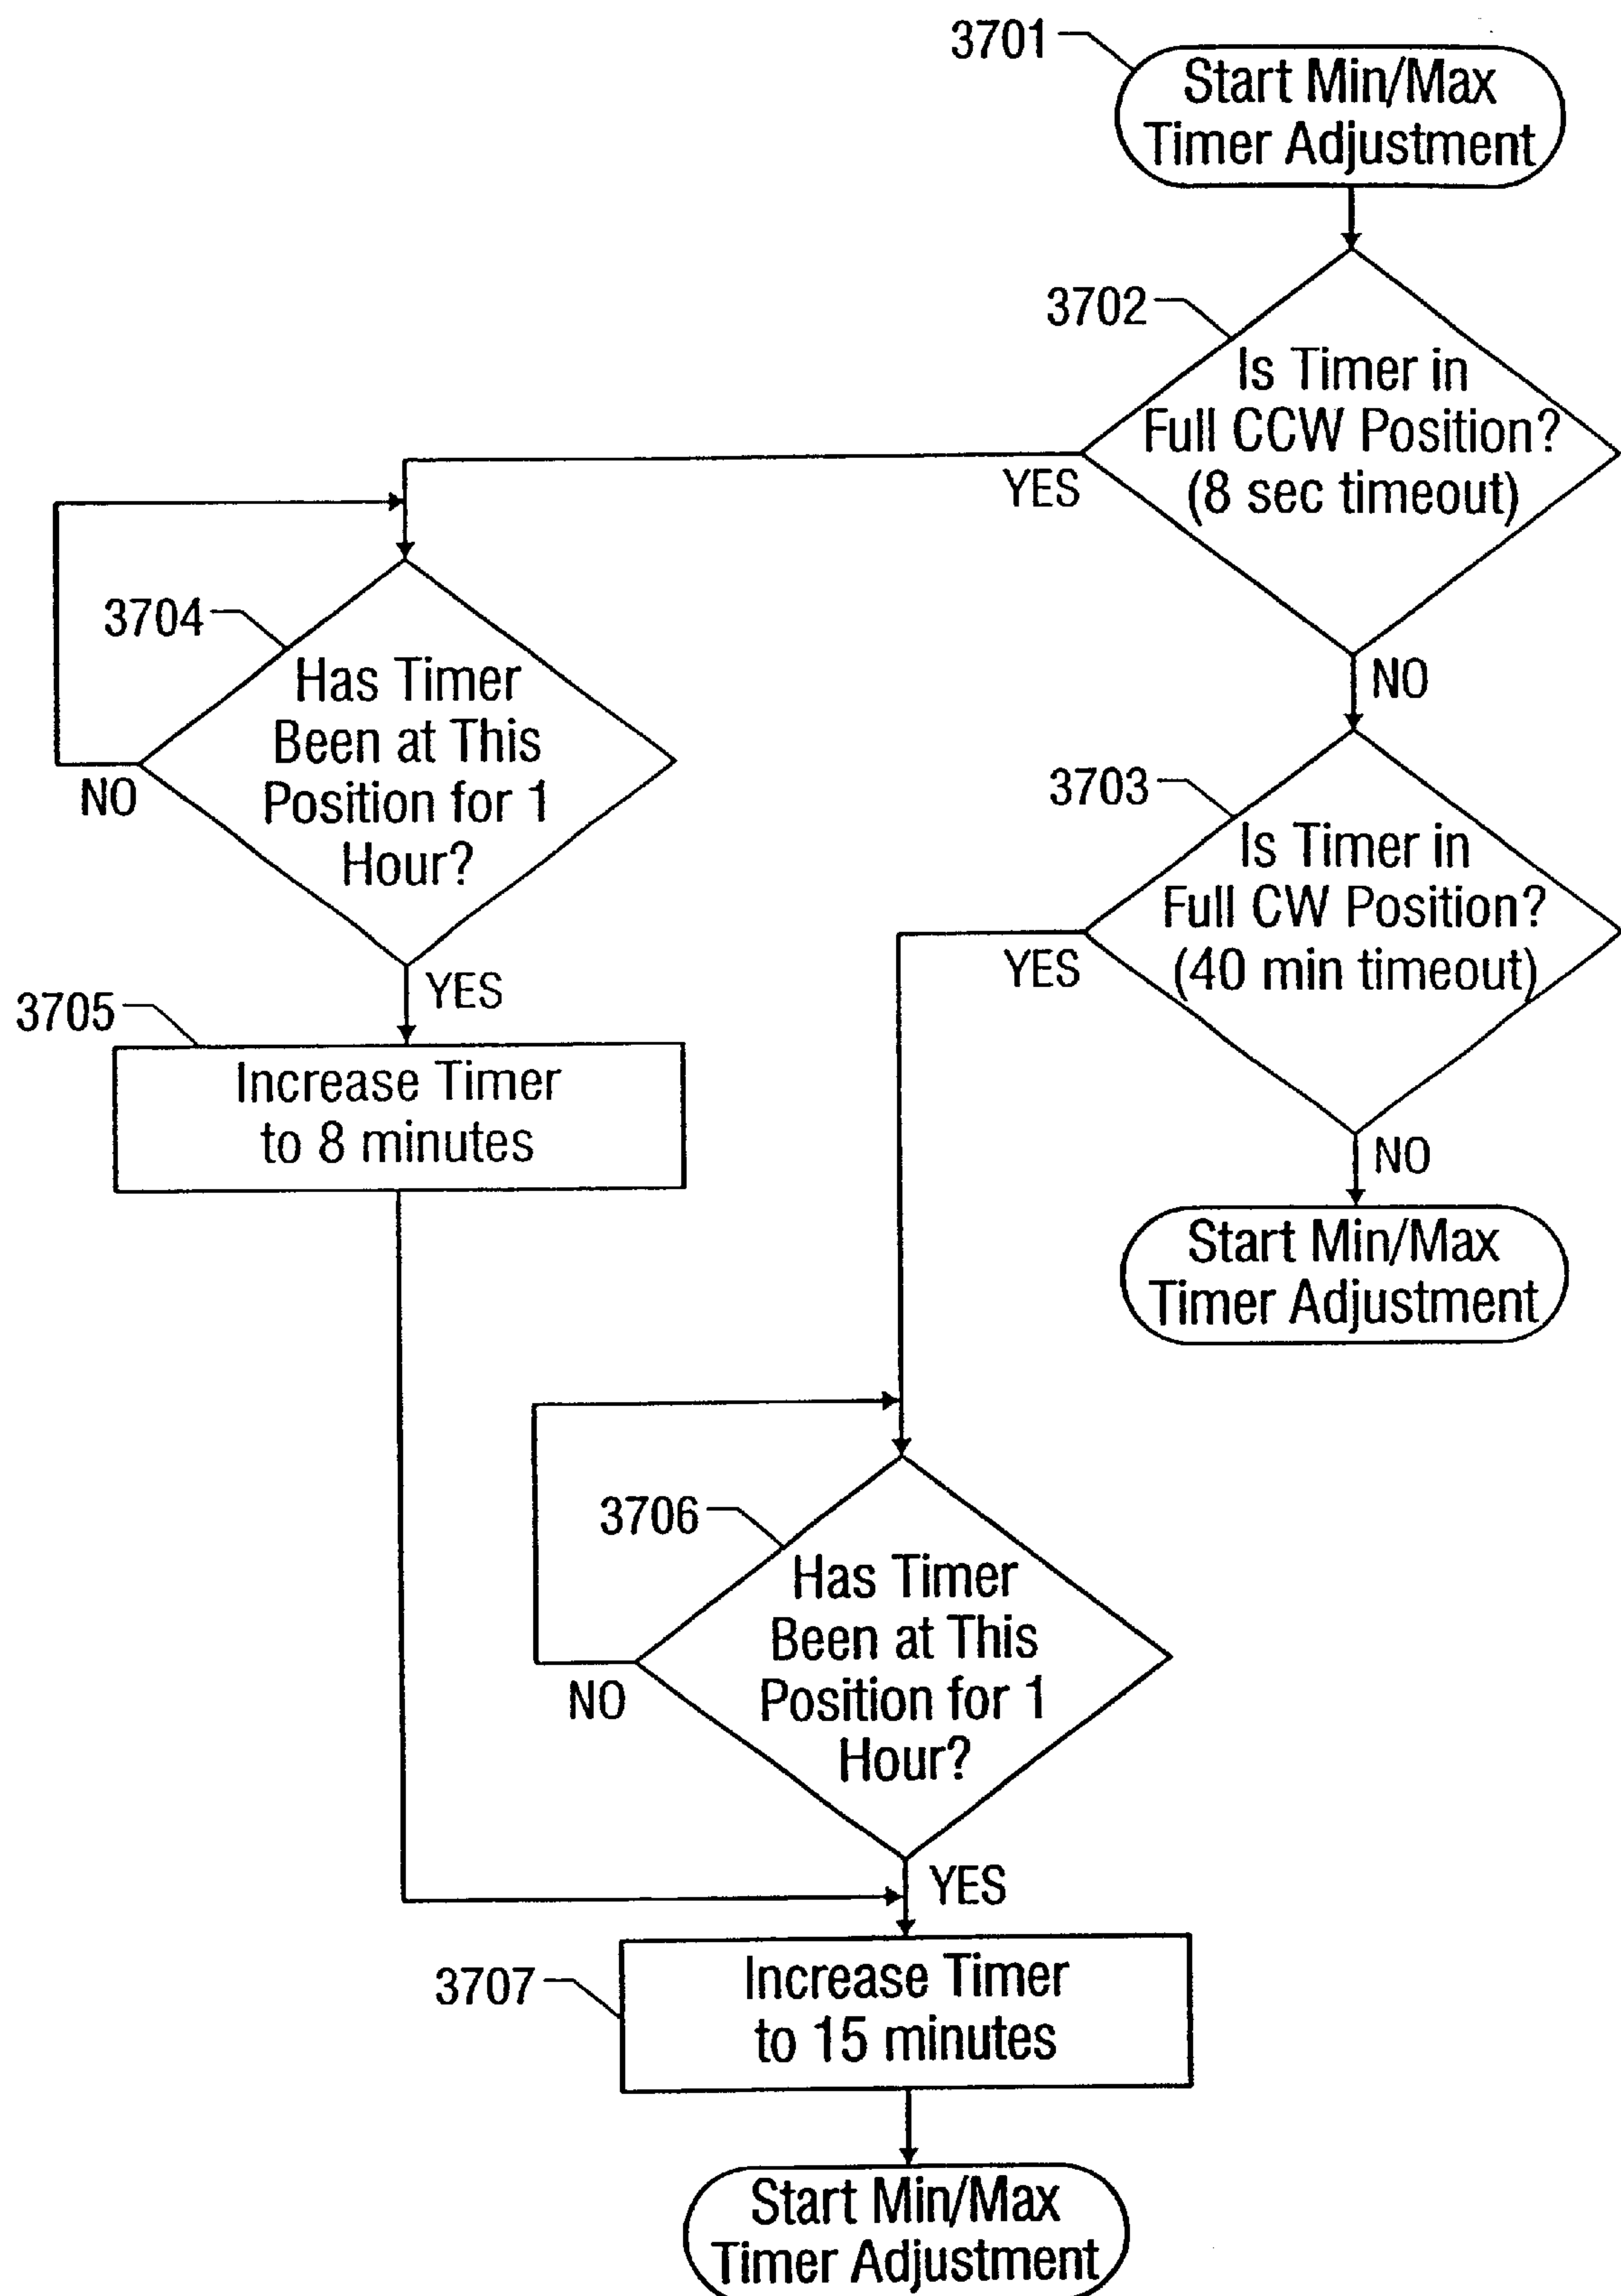 3701
Start Min/Max
Timer Adjustment
3702
Is Timer in
Full CCW Position?
(8 sec timeout)
YES
NO
3704
Has Timer
Been at This
Position for 1
Hour?
NO
YES
3703
Is Timer in
Full CW Position?
(40 min timeout)
YES
NO
3705
Increase Timer
to 8 minutes
Start Min/Max
Timer Adjustment
3706
Has Timer
Been at This
Position for 1
Hour?
NO
YES
3707
Increase Timer
to 15 minutes
Start Min/Max
Timer Adjustment